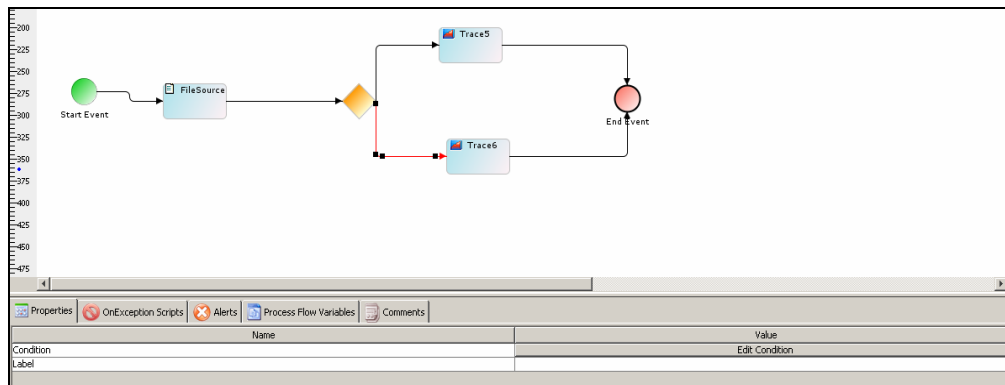 200
225
Trace5
250
FileSource
275
Start Event
300
End Event
325
Trace6
350
375
400
425
450
475
Properties OnException Scripts Alerts Process Flow Variables Comments
Name Value
Condition Edit Condition
Label